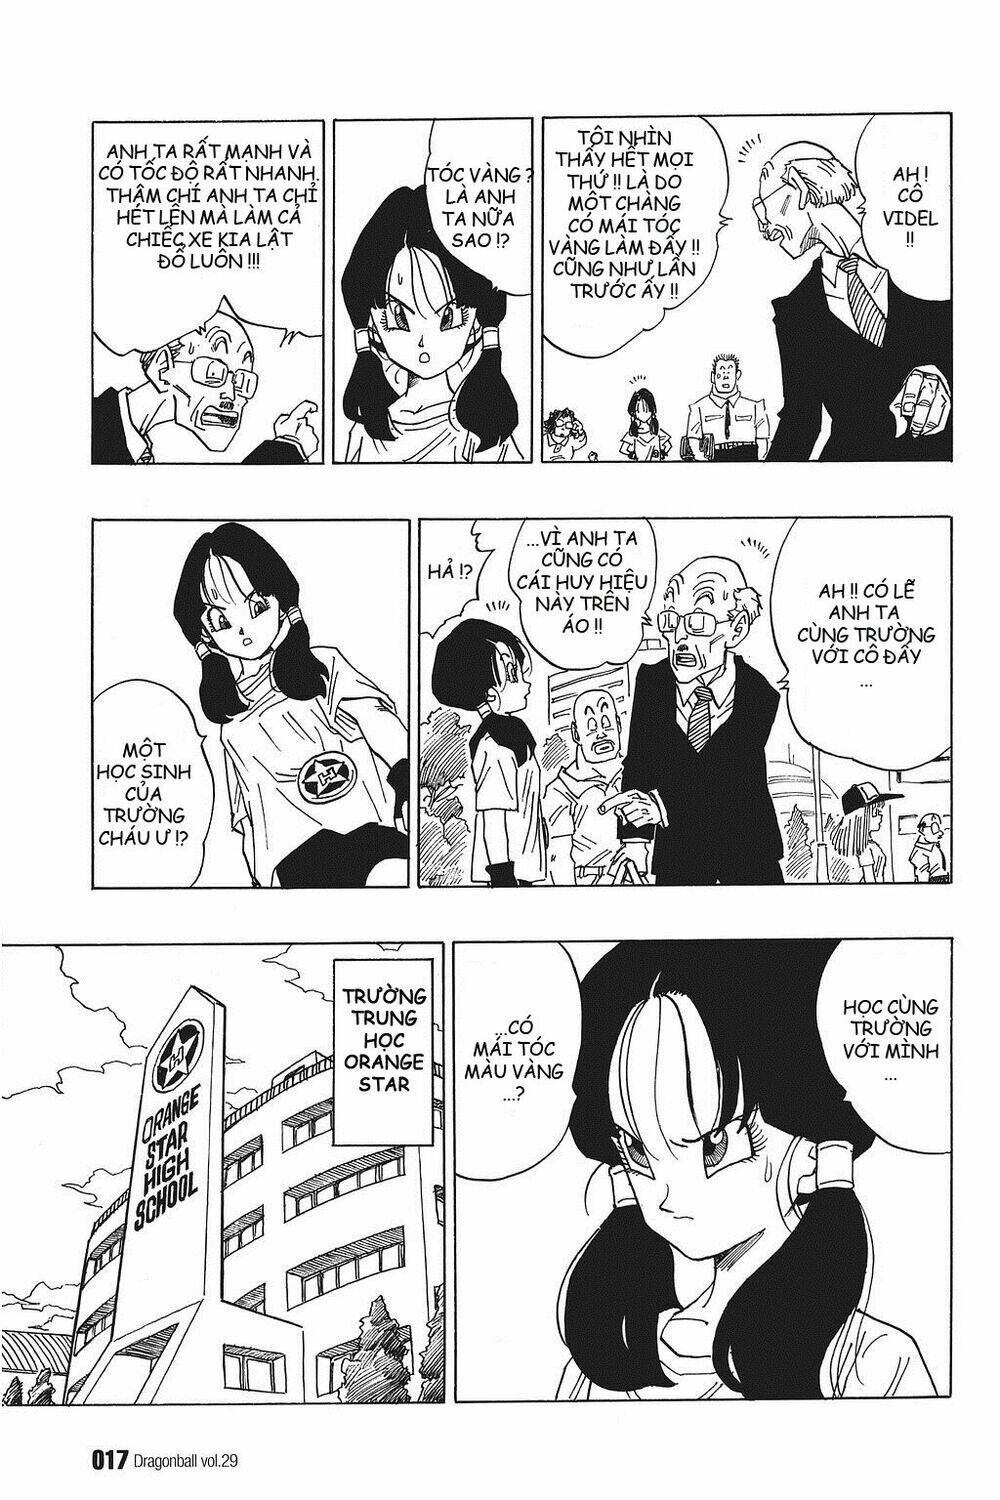 AH !
CÔ
VIDEL
!!
TÔI NHÌN
THẤY HẾT MỌI
THỨ !! LÀ DO
MỘT CHÀNG
CÓ MÁI TÓC
VÀNG LÀM ĐẤY !!
CŨNG NHƯ LẦN
TRƯỚC ẤY !!
TÓC VÀNG ?
LÀ ANH
TA NỮA
SAO !?
ANH TA RẤT MẠNH VÀ
CÓ TỐC ĐỘ RẤT NHANH.
THẬM CHÍ ANH TA CHỈ
HÉT LÊN MÀ LÀM CẢ
CHIẾC XE KIA LẬT
ĐỔ LUÔN !!!
AH !! CÓ LẼ
ANH TA
CÙNG TRƯỜNG
VỚI CÔ ĐẤY
...
...VÌ ANH TA
CŨNG CÓ
CÁI HUY HIỆU
NÀY TRÊN
ÁO !!
HẢ !?
MỘT
HỌC SINH
CỦA
TRƯỜNG
CHÁU Ư !?
H
HỌC CÙNG
TRƯỜNG
VỚI MÌNH
...
...CÓ
MÁI TÓC
MÀU VÀNG
...?
TRƯỜNG
TRUNG
HỌC
ORANGE
STAR
H
ORANGE
STAR
HIGH
SCHOOL
017 Dragonball vol.29